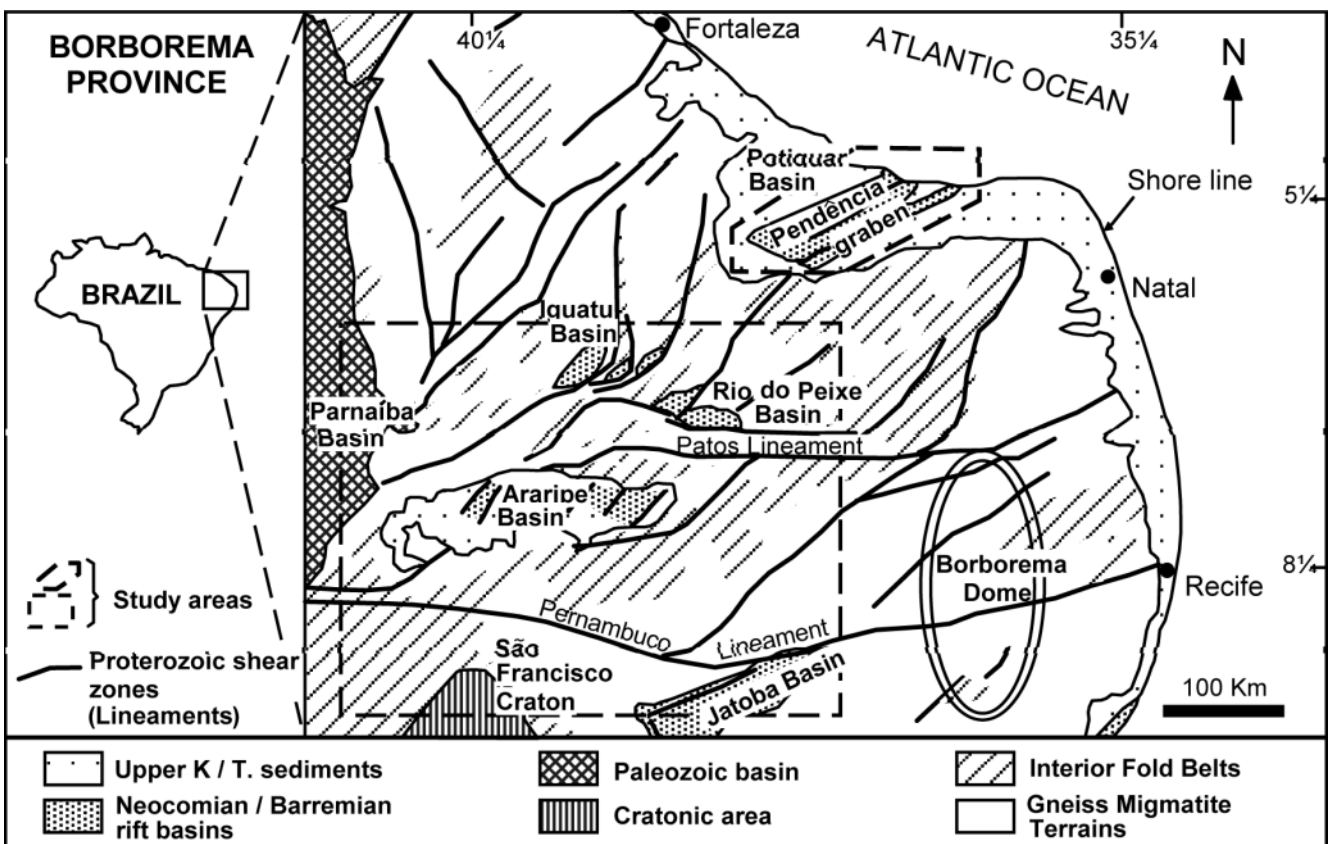 BORBOREMA
PROVINCE
BRAZIL
Study areas
Proterozoic shear
zones
(Lineaments)
40¼
35¼
5¼
8¼
N
Fortaleza
ATLANTIC OCEAN
Potiguar
Basin
Pendência
graben
Shore line
Natal
Iguatu
Basin
Rio do Peixe
Basin
Parnaíba
Basin
Patos Lineament
Araripe
Basin
Borborema
Dome
Recife
Pernambuco
Lineament
São
Francisco
Craton
Jatoba Basin
100 Km
Upper K / T. sediments
Neocomian / Barremian
rift basins
Paleozoic basin
Cratonic area
Interior Fold Belts
Gneiss Migmatite
Terrains